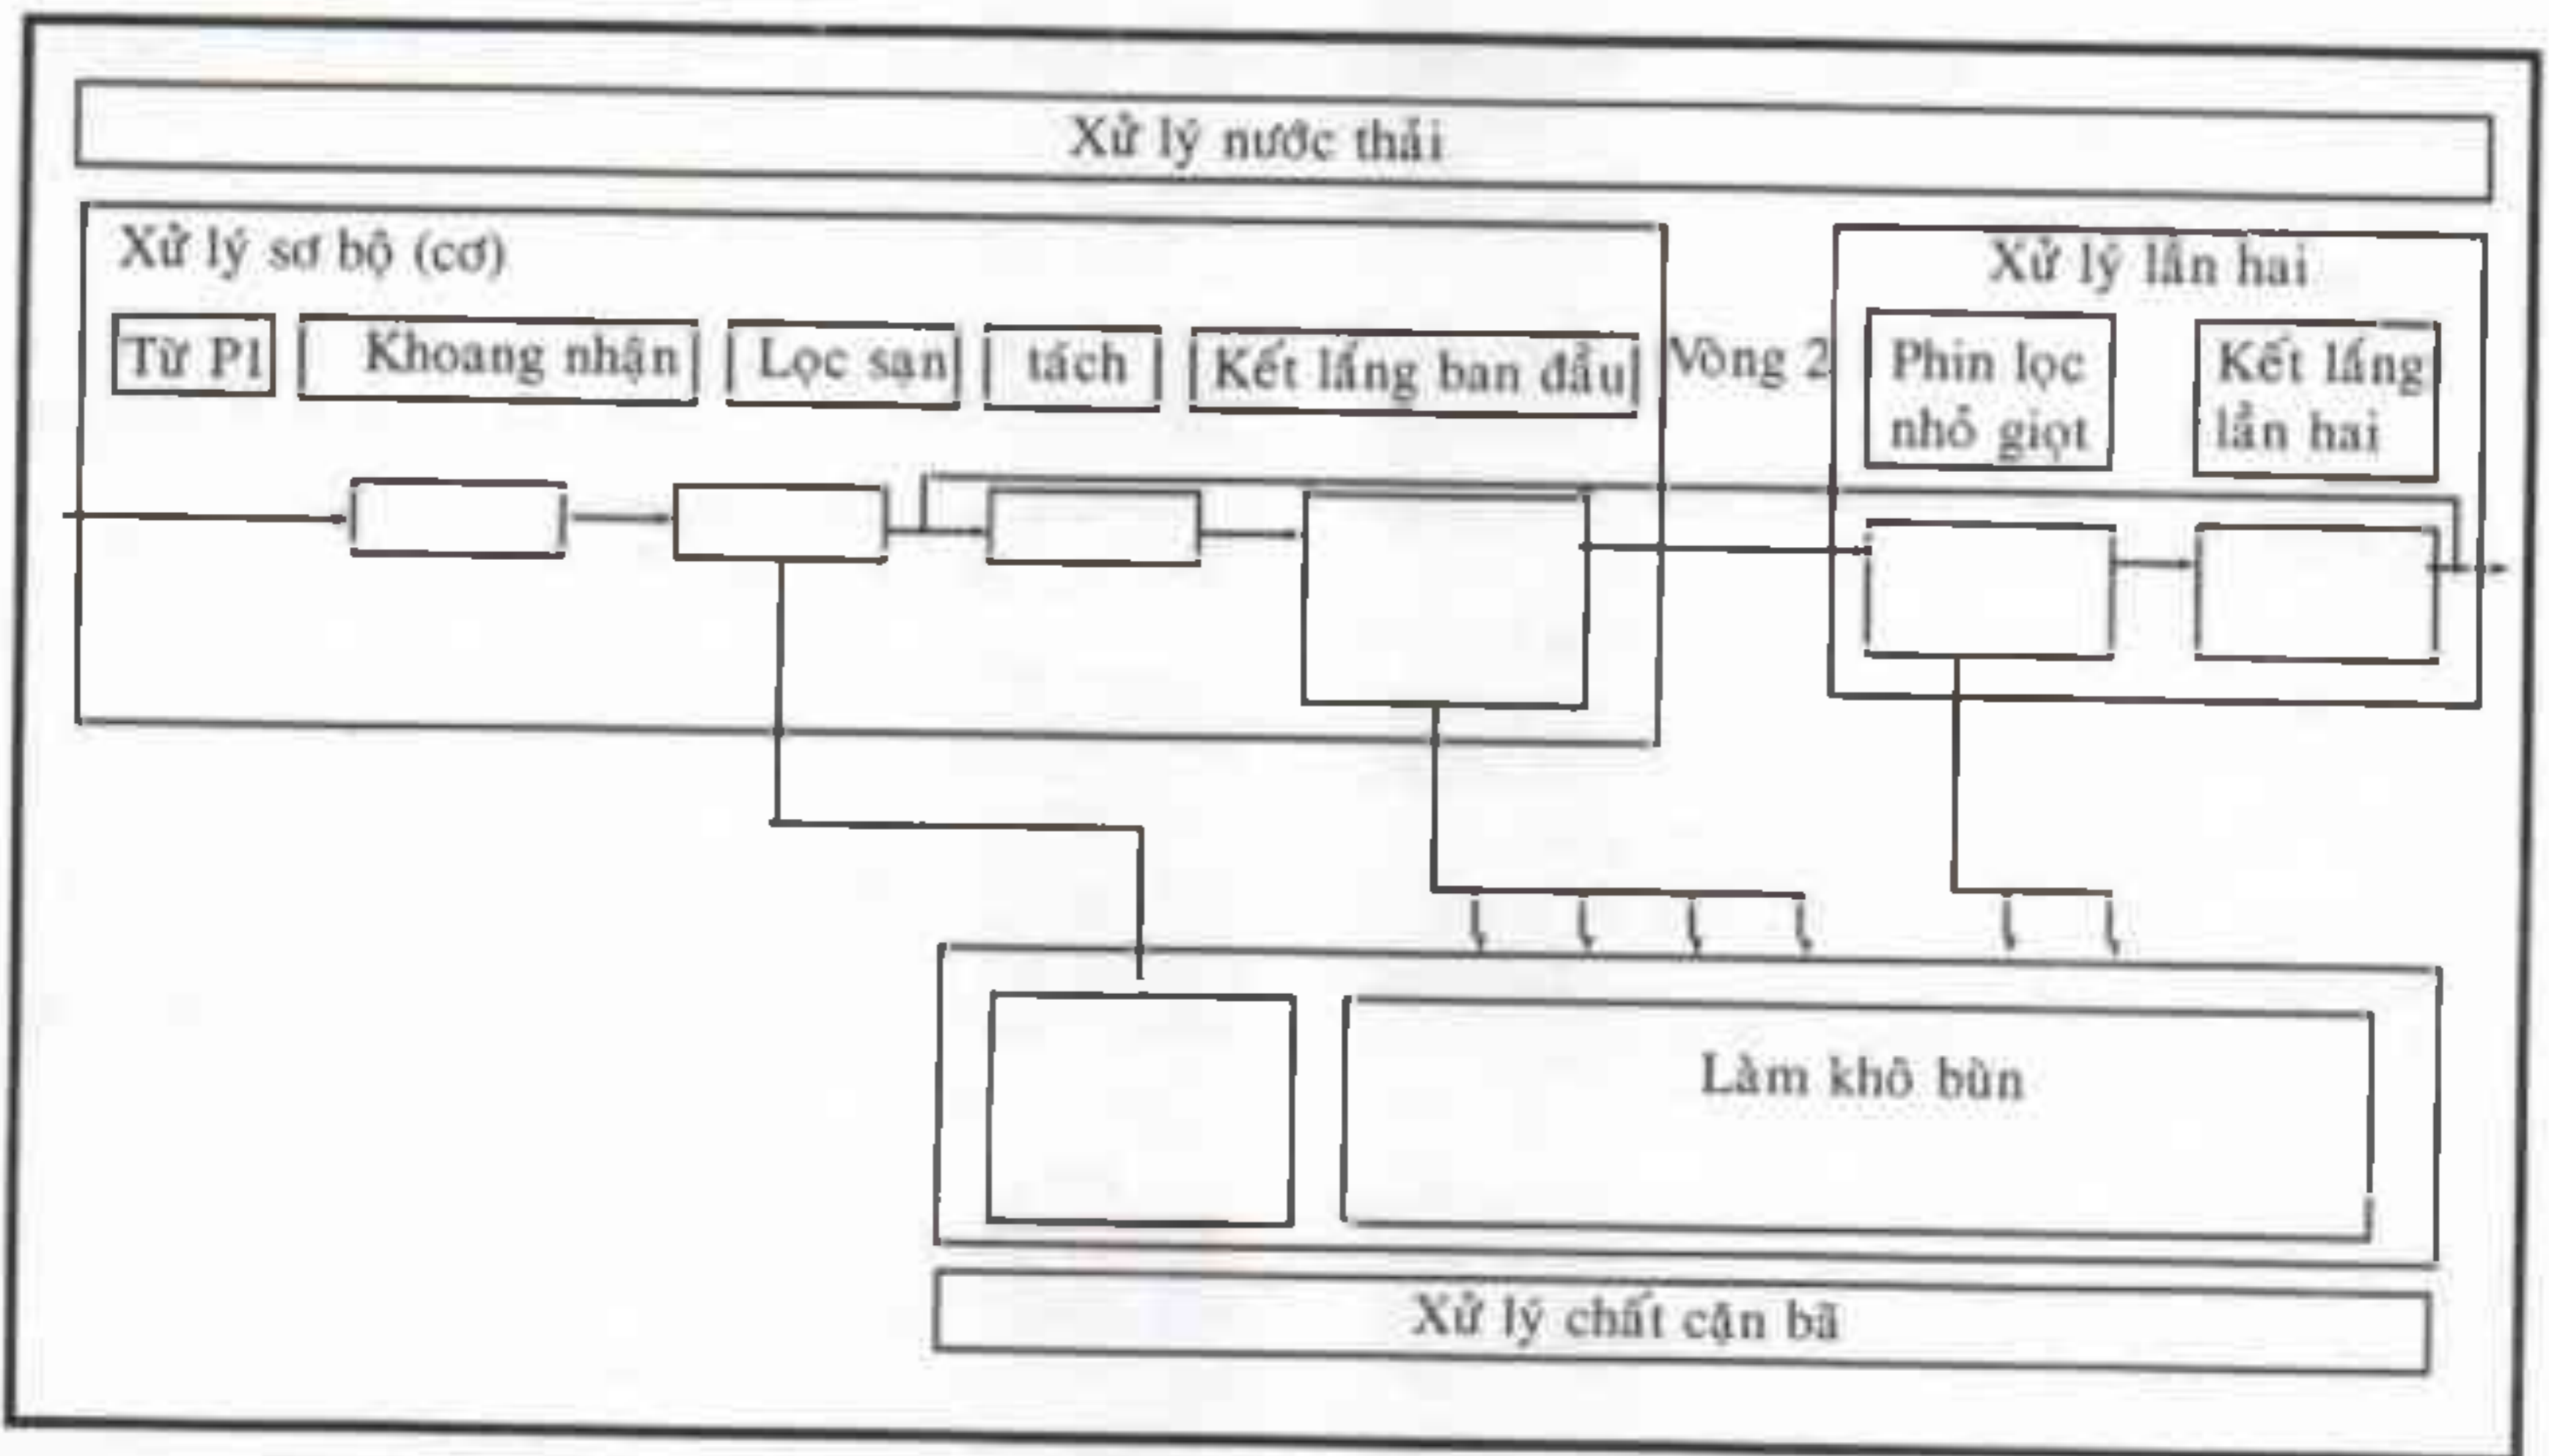 Xử lý nước thải
Xử lý sơ bộ (cơ)
Xử lý lần hai
Từ P1
Khoang nhận
Lọc sạn
tách
Kết lắng ban đầu
Vòng 2
Phin lọc
nhỏ giọt
Kết lắng
lần hai
Làm khô bùn
Xử lý chất cặn bã